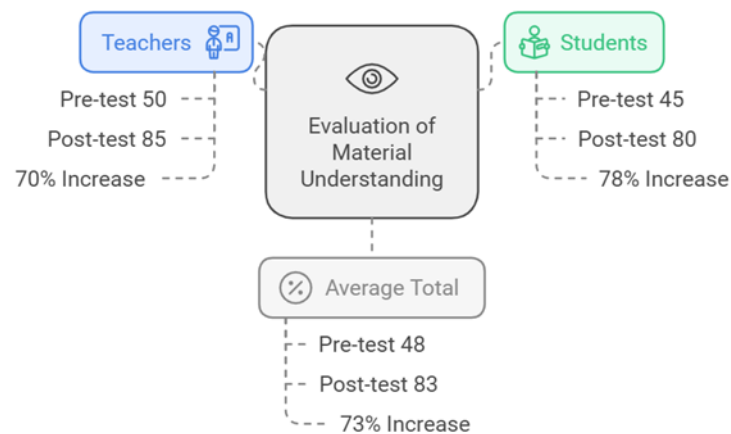 Teachers
Pre-test 50
Post-test 85
70% Increase
Evaluation of
Material
Understanding
Students
Pre-test 45
Post-test 80
78% Increase
Average Total
Pre-test 48
Post-test 83
73% Increase